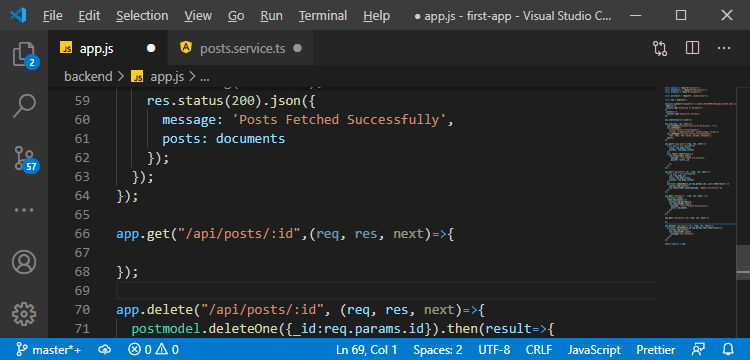 File Edit Selection View Go Run Terminal Help ● app.js - first-app - Visual Studio C...
JS app.js ● posts.service.ts ●
backend > JS app.js > ...
59 res.status(200).json({
60 message: 'Posts Fetched Successfully',
61 posts: documents
62 });
63 });
64 });
65
66 app.get("/api/posts/:id",(req, res, next)=>{
67
68 });
69
70 app.delete("/api/posts/:id", (req, res, next)=>{
71 postmodel.deleteOne({_id:req.params.id}).then(result=>{
2
57
master*+ 0 0 Ln 69, Col 1 Spaces: 2 UTF-8 CRLF JavaScript Prettier